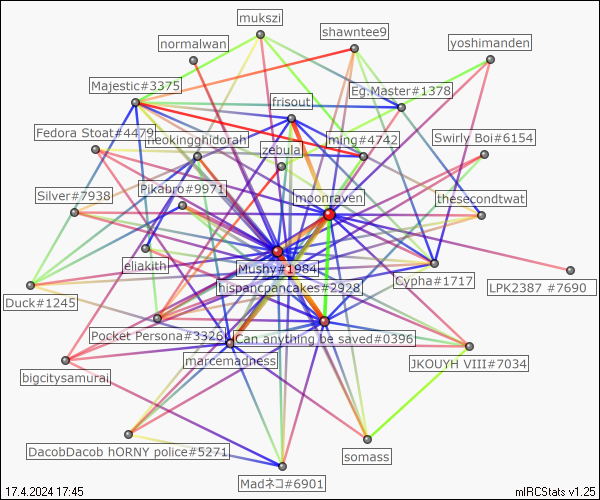 mukszi
shawntee9
normalwan
yoshimanden
Majestic#3375
Eg.Master#1378
frisout
Fedora Stoat#4479
neokingghidorah
ming#4742
Swirly Boi#6154
zebula
Silver#7938
Pikabro#9971
moonraven
thesecondtwat
eliakith
Mushy#1984
Cypha#1717
LPK2387 #7690
hispancpancakes#2928
Duck#1245
Pocket Persona#3326
Can anything be saved#0396
bigcitysamurai
marcemadness
JKOUYH VIII#7034
DacobDacob hORNY police#5271
somass
Madネコ#6901
17.4.2024 17:45
mIRCStats v1.25